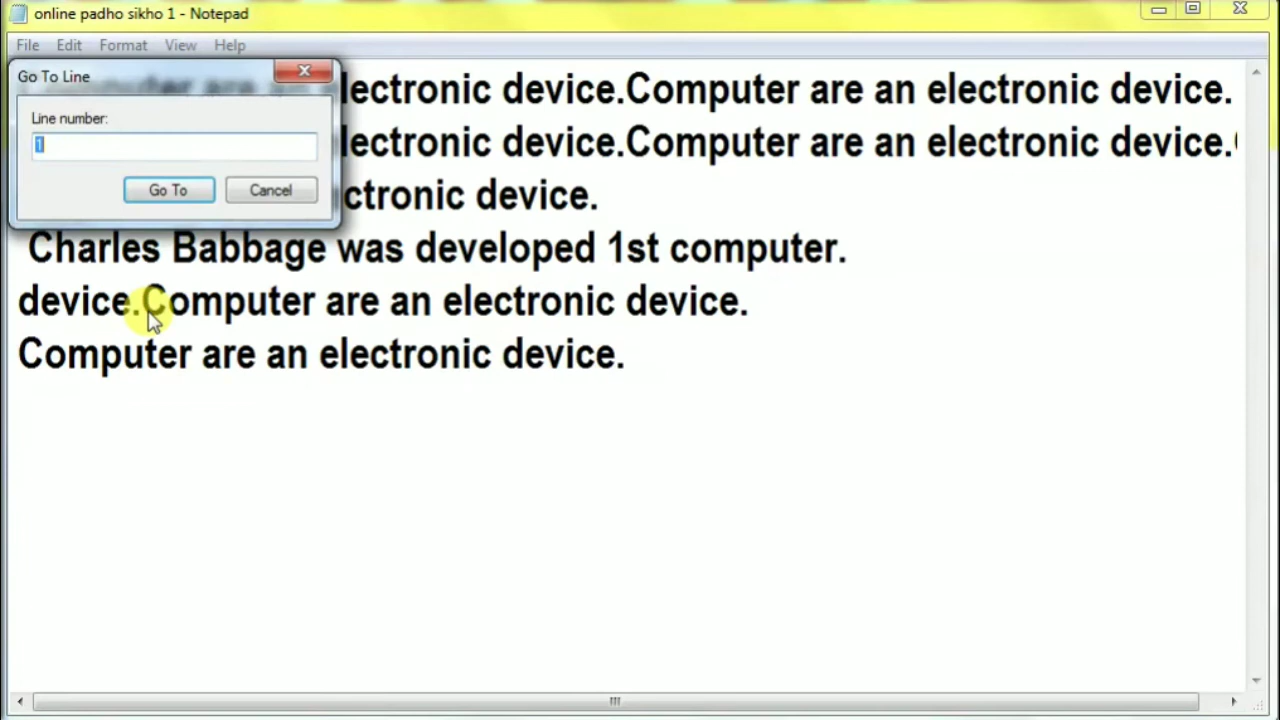 online padho sikho 1 - Notepad
File Edit Format View Help
Go To Line
Line number:
1
Go To Cancel
lectronic device.Computer are an electronic device.
lectronic device.Computer are an electronic device.
ctronic device.
Charles Babbage was developed 1st computer.
device.Computer are an electronic device.
Computer are an electronic device.